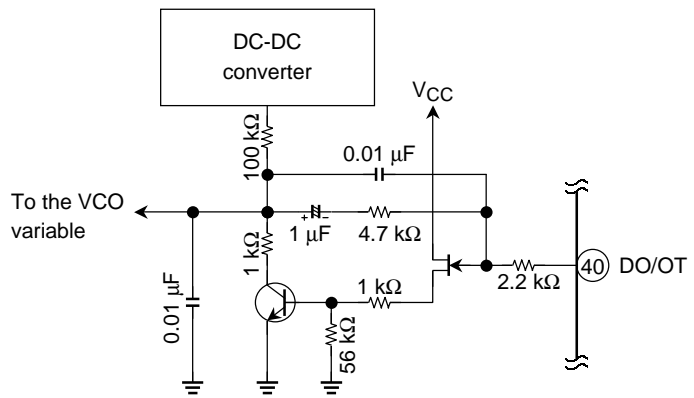 DC-DC
converter
VCC
100 kΩ
0.01 μF
To the VCO
variable
+
-
1 μF
4.7 kΩ
40
DO/OT
2.2 kΩ
1 kΩ
1 kΩ
0.01 μF
56 kΩ